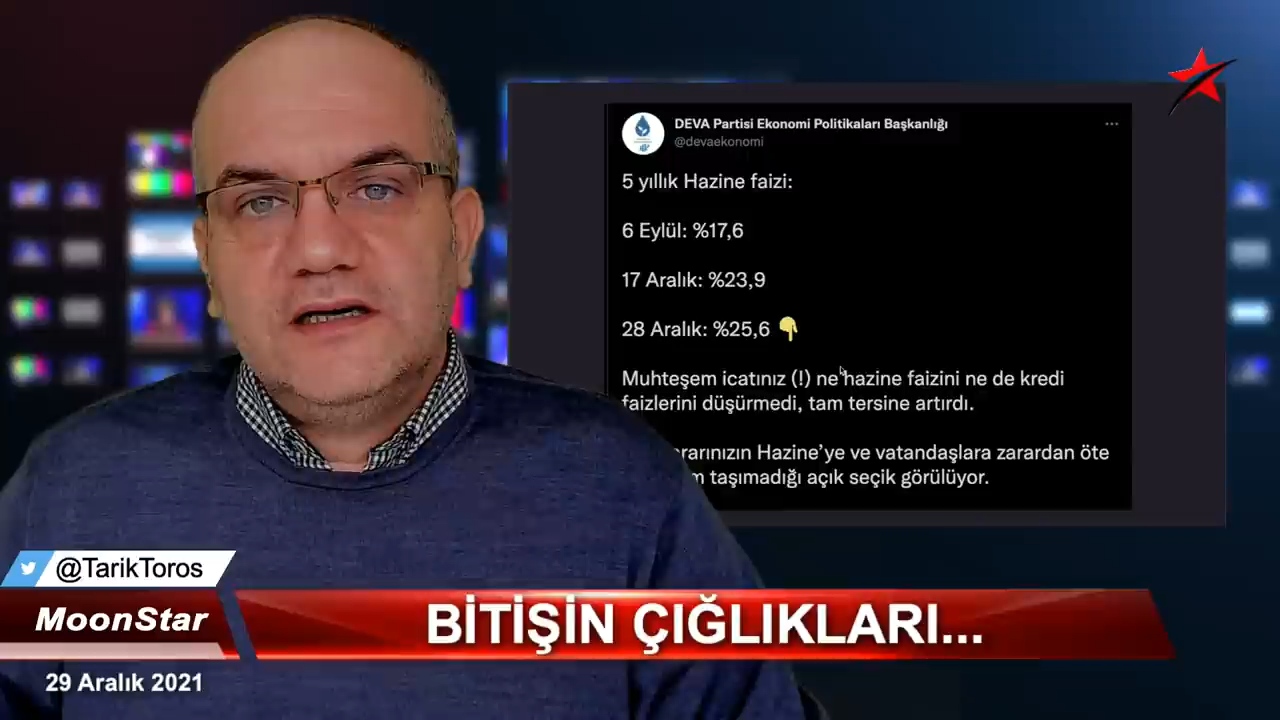 DEVA Partisi Ekonomi Politikaları Başkanlığı
@devaekonomi
5 yıllık Hazine faizi:
6 Eylül: %17,6
17 Aralık: %23,9
28 Aralık: %25,6 👇
Muhteşem icatınız (!) ne hazine faizini ne de kredi
faizlerini düşürmedi, tam tersine artırdı.
Hazine’ye ve vatandaşlara zarardan öte
taşımadığı açık seçik görülüyor.
@TarikToros
MoonStar
BİTİŞİN ÇIĞLIKLARI...
29 Aralık 2021